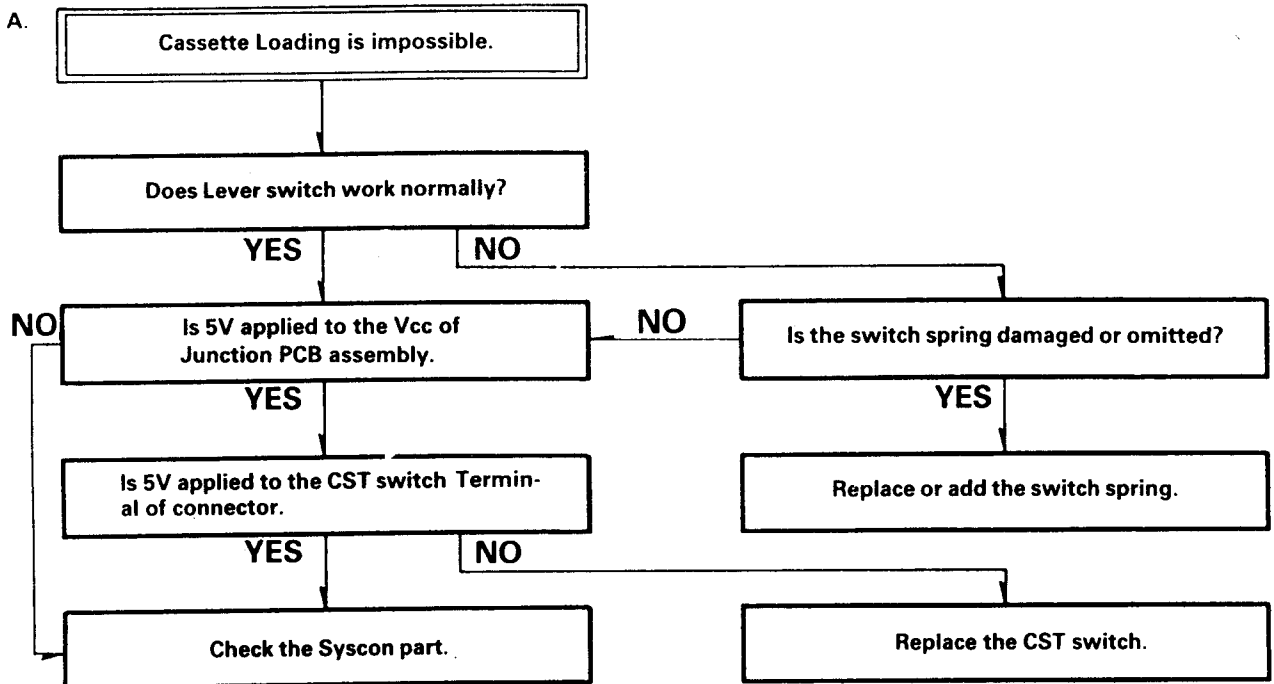 A.
Cassette Loading is impossible.
Does Lever switch work normally?
YES
NO
NO
Is 5V applied to the Vcc of
Junction PCB assembly.
NO
Is the switch spring damaged or omitted?
YES
YES
Is 5V applied to the CST switch Termin-
al of connector.
Replace or add the switch spring.
YES
NO
Check the Syscon part.
Replace the CST switch.